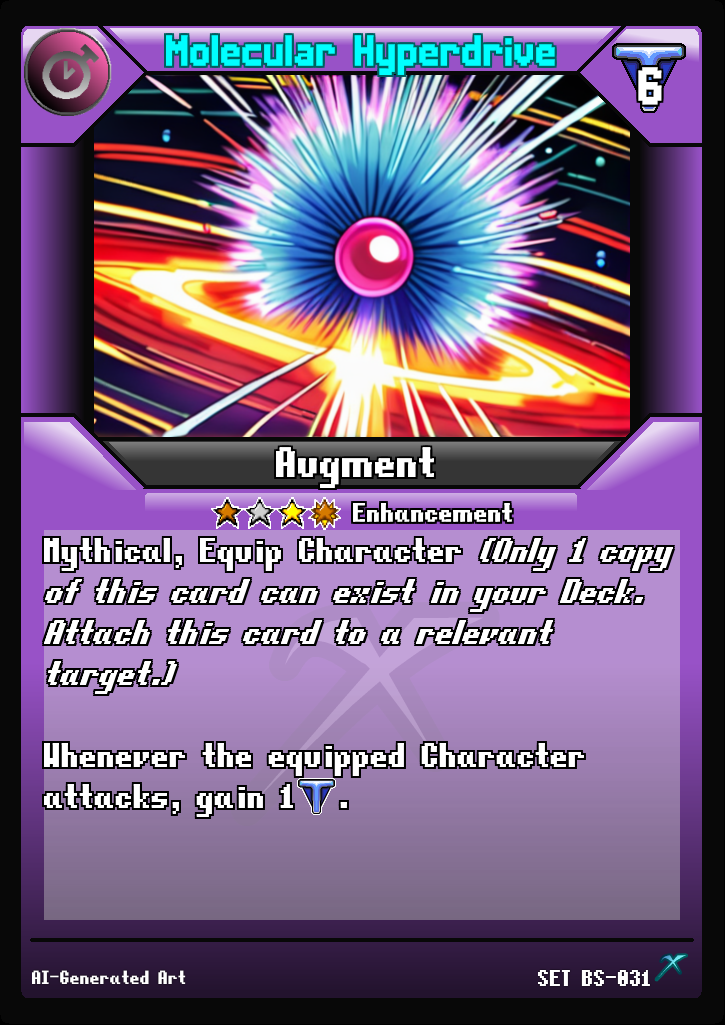 Molecular Hyperdrive
6
Augment
Enhancement
Mythical, Equip Character (Only 1 copy
of this card can exist in your Deck.
Attach this card to a relevant
target.)
Whenever the equipped Character
attacks, gain 1T.
AI-Generated Art
SET BS-031